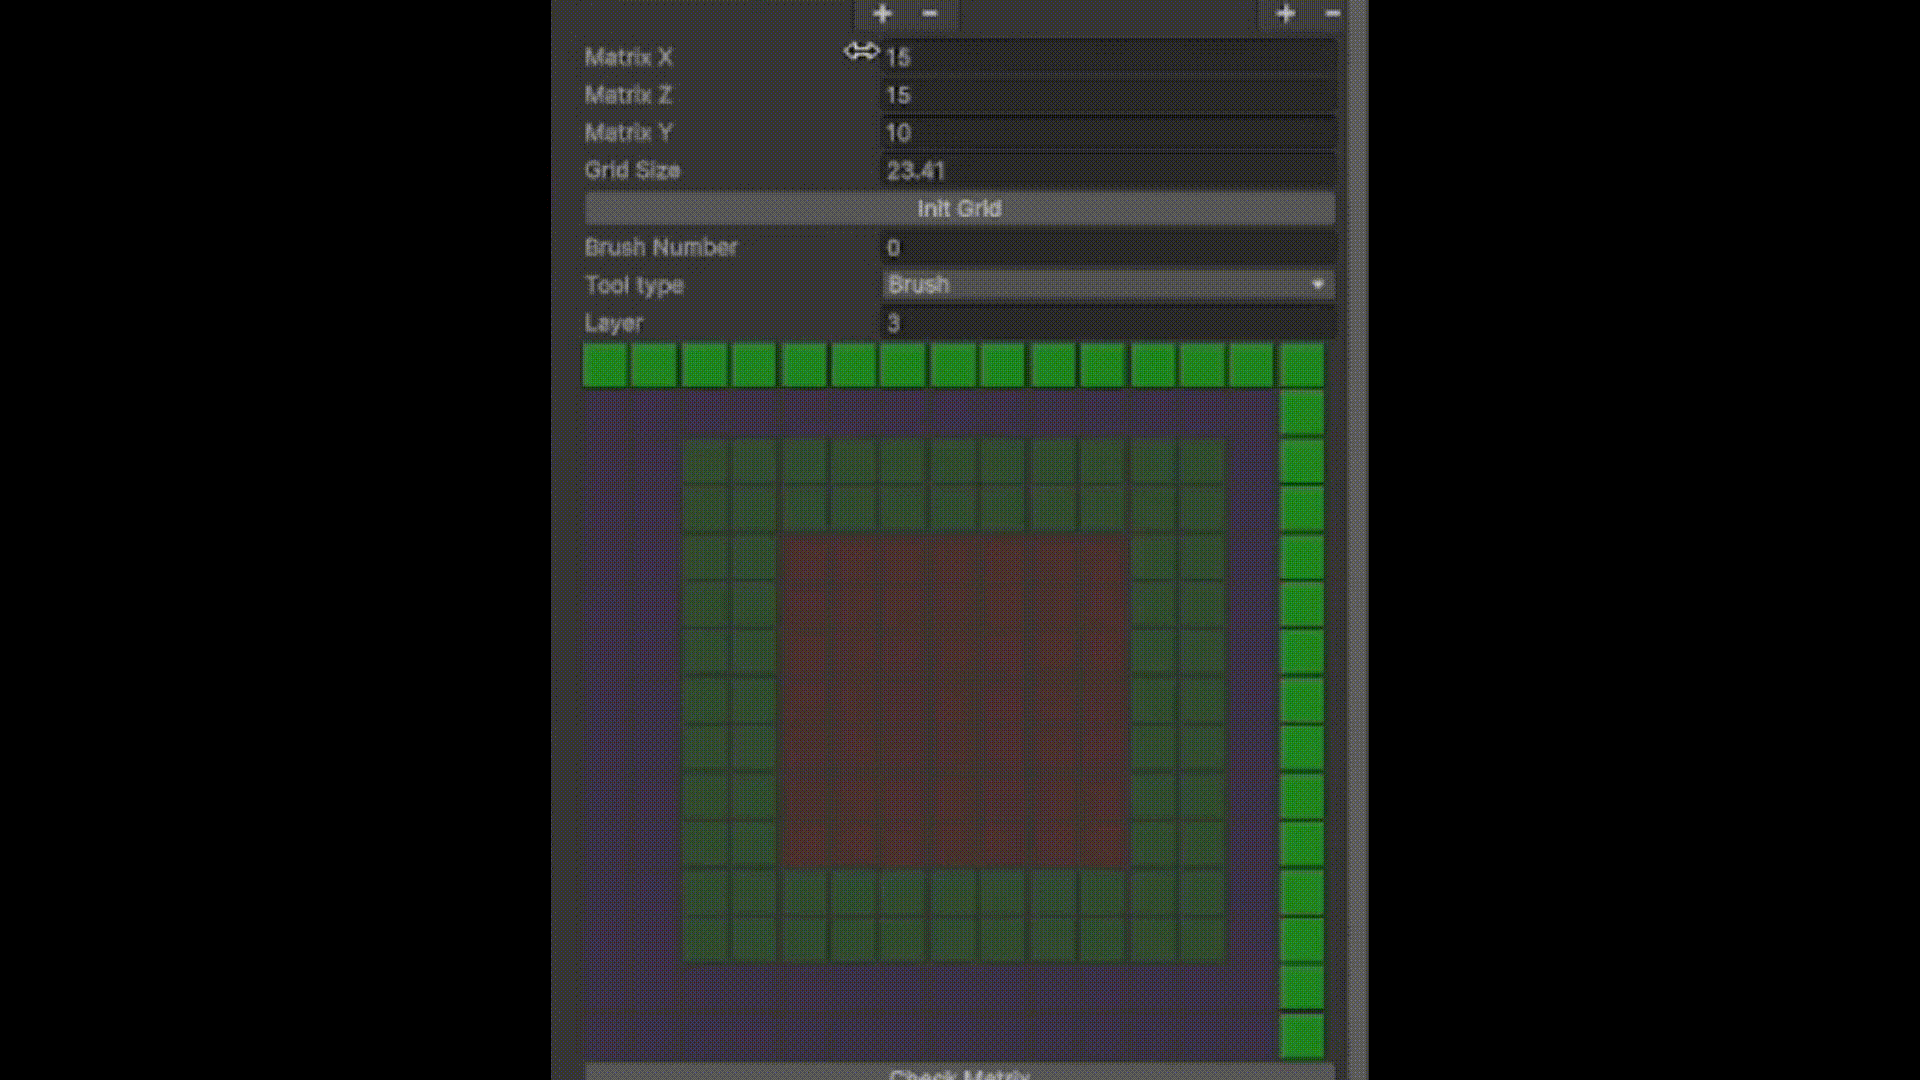 + - + -
Matrix X 15
Matrix Z 15
Matrix Y 10
Grid Size 23.41
Init Grid
Brush Number 0
Tool type Brush
Layer 3
Check Matrix